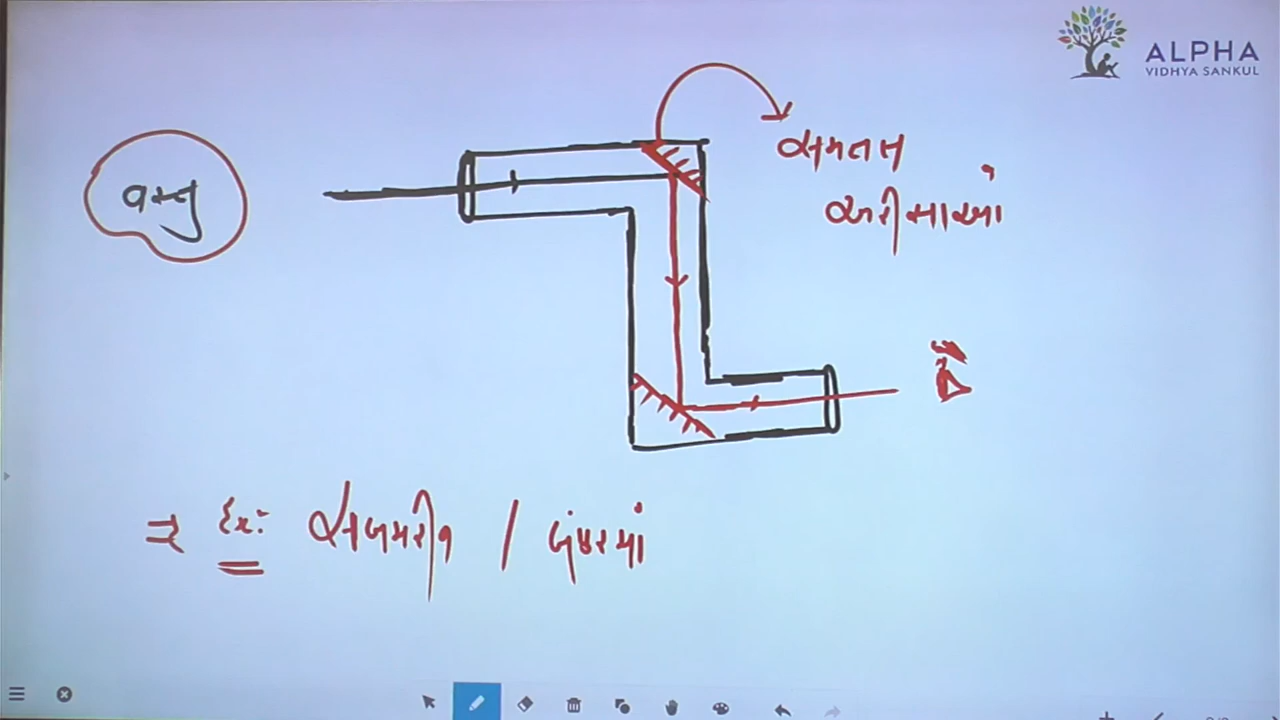 ALPHA
VIDHYA SANKUL
વસ્તુ
સમતલ
અરીસાઓ
⇒ Ex: સબમરીન / બંકરમાં